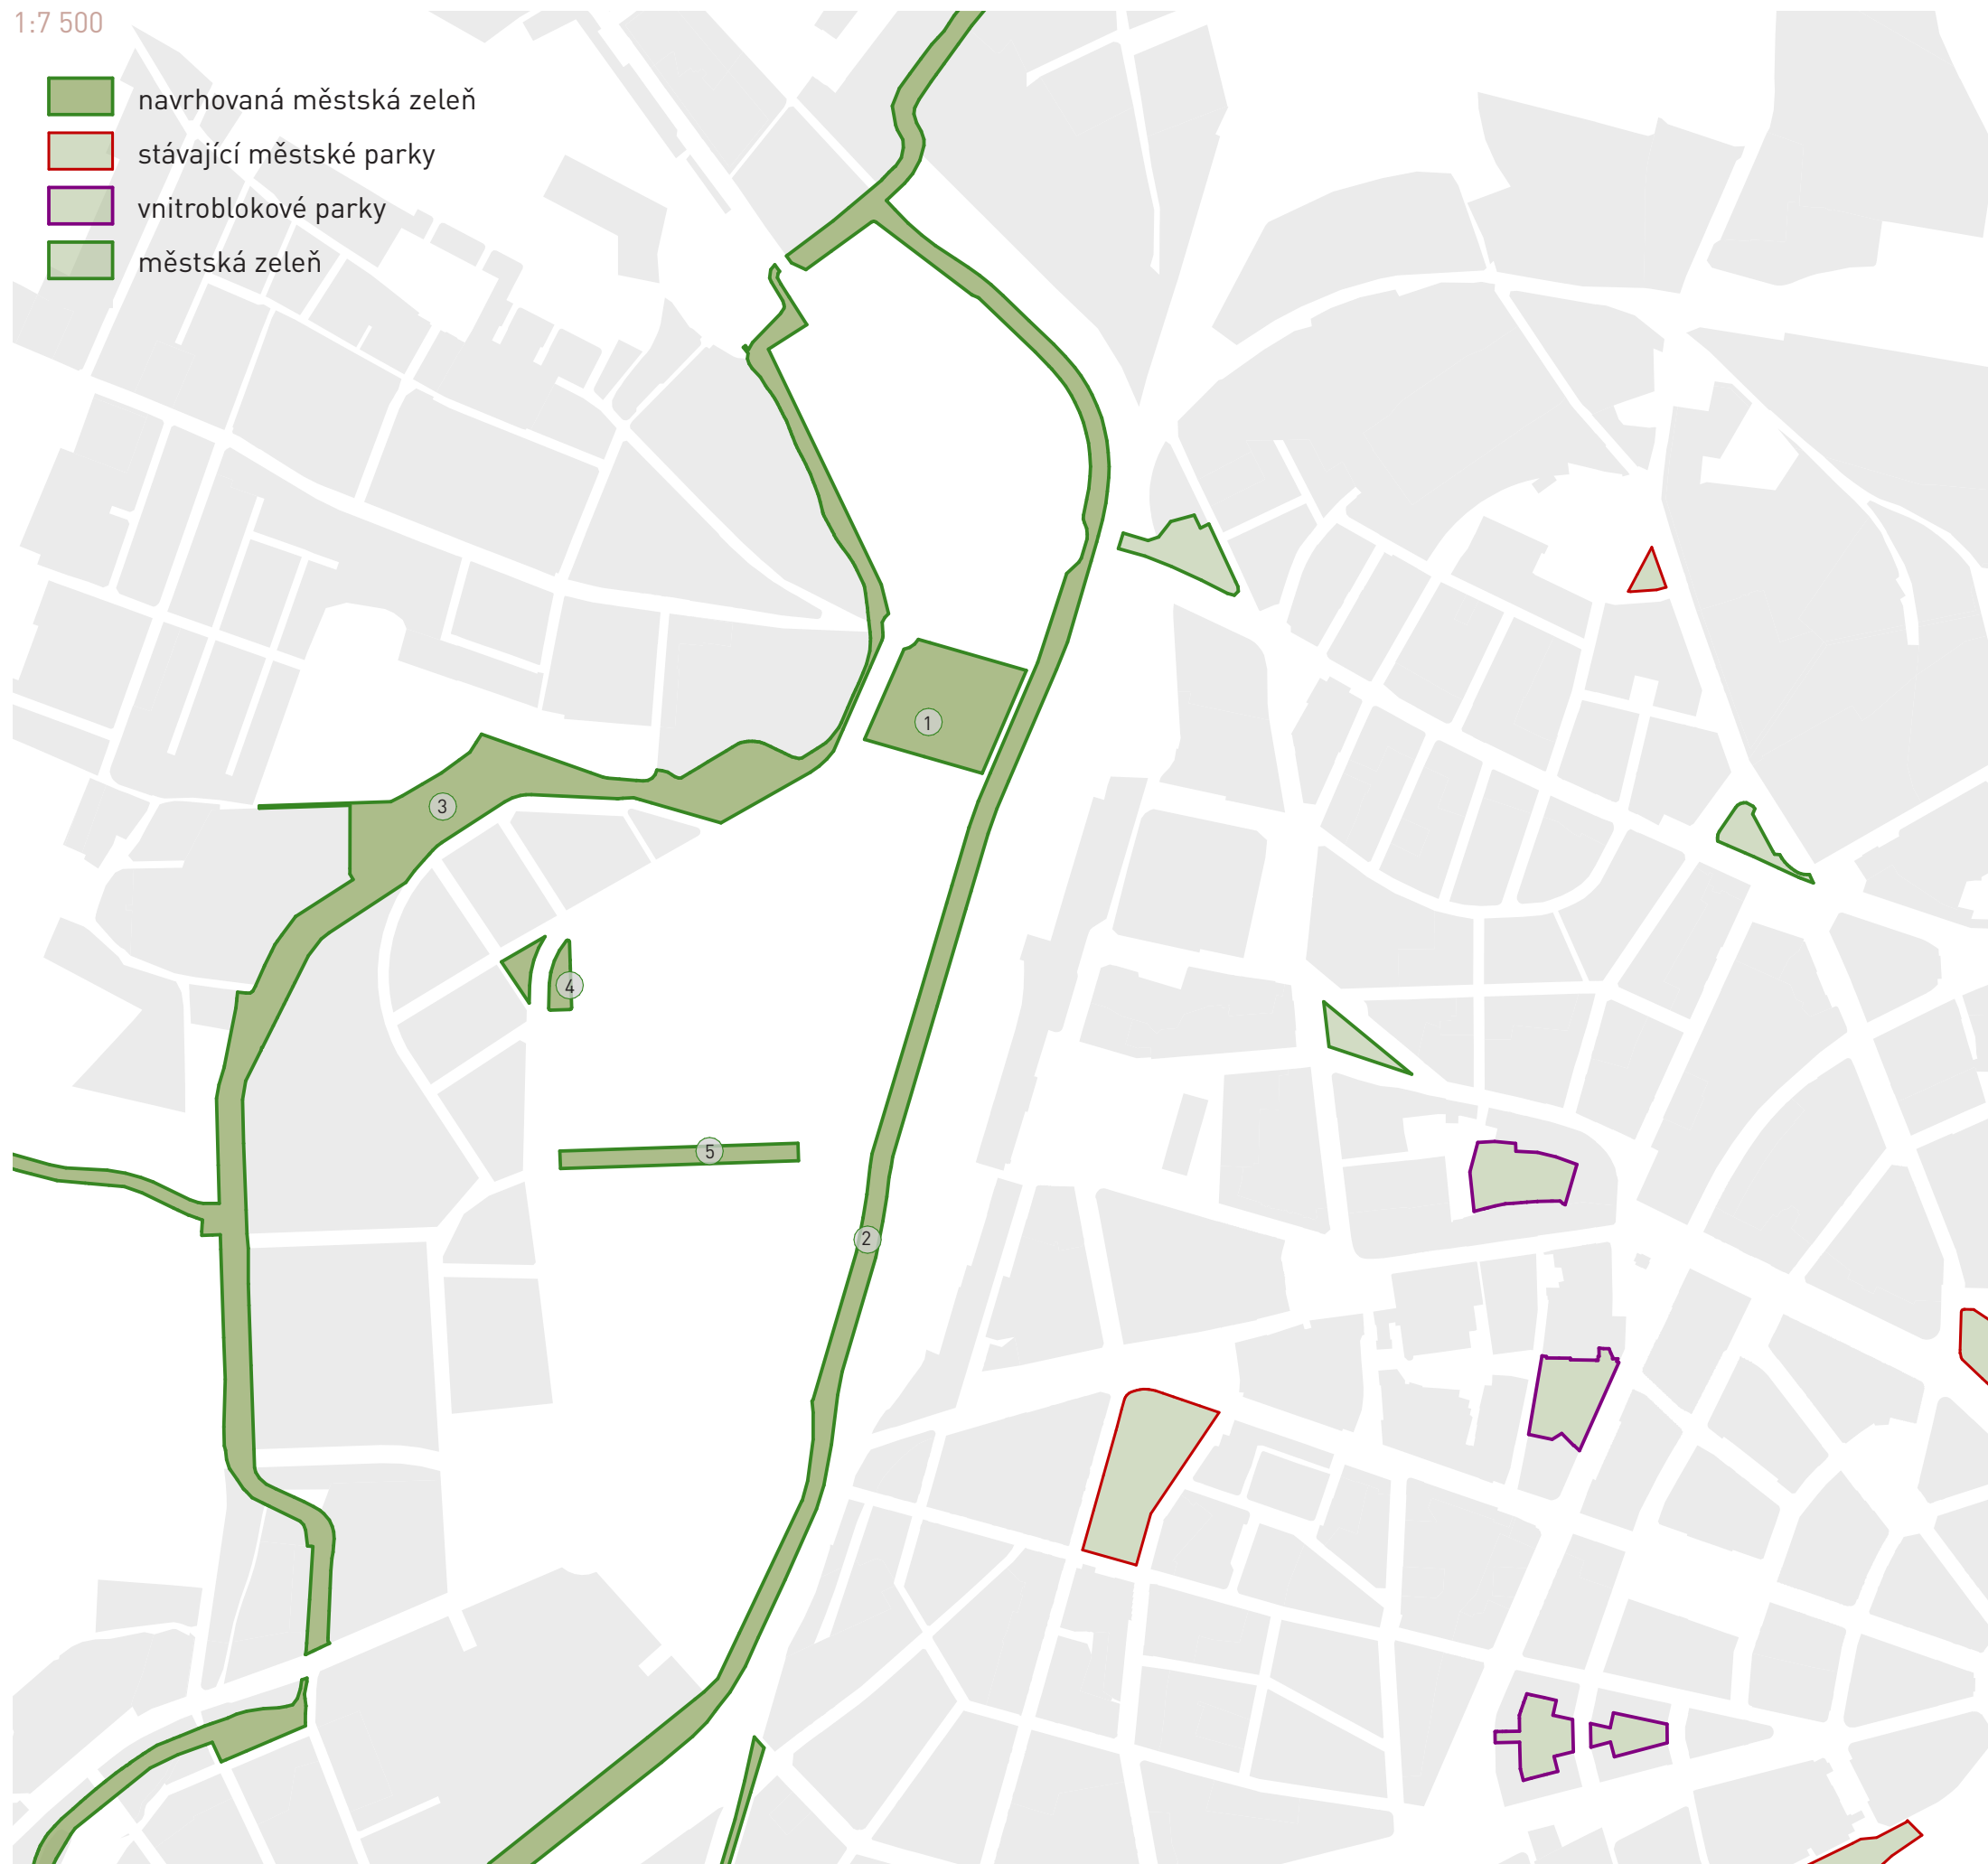 1:7 500
navrhovaná městská zeleň
stávající městské parky
vnitroblokové parky
městská zeleň
1
3
4
5
2